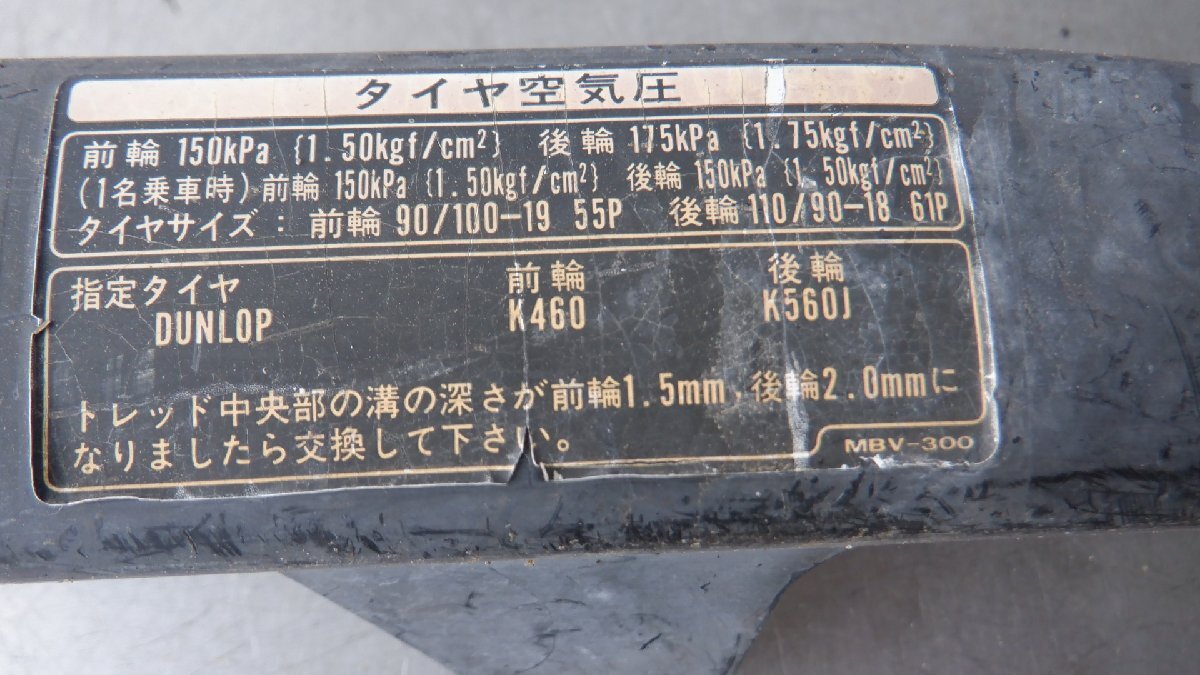 タイヤ空気圧
前輪 150kPa {1.50kgf/cm²} 後輪 175kPa {1.75kgf/cm²}
(1名乗車時) 前輪 150kPa {1.50kgf/cm²} 後輪 150kPa {1.50kgf/cm²}
タイヤサイズ : 前輪 90/100-19 55P 後輪 110/90-18 61P
指定タイヤ 前輪 後輪
DUNLOP K460 K560J
トレッド中央部の溝の深さが前輪1.5mm,後輪2.0mmに
なりましたら交換して下さい。
MBV-300